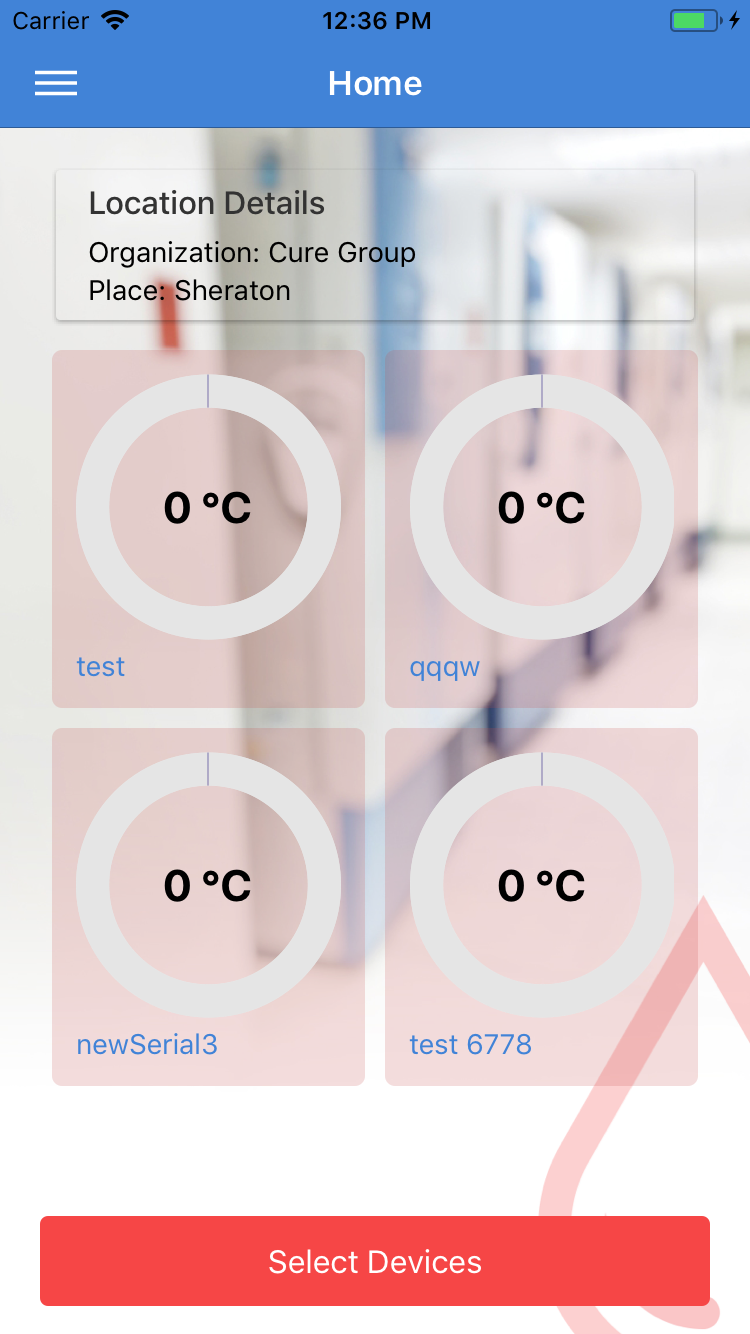 Carrier 12:36 PM
Home
Location Details
Organization: Cure Group
Place: Sheraton
0 °C 0 °C
test qqqw
0 °C 0 °C
newSerial3 test 6778
Select Devices